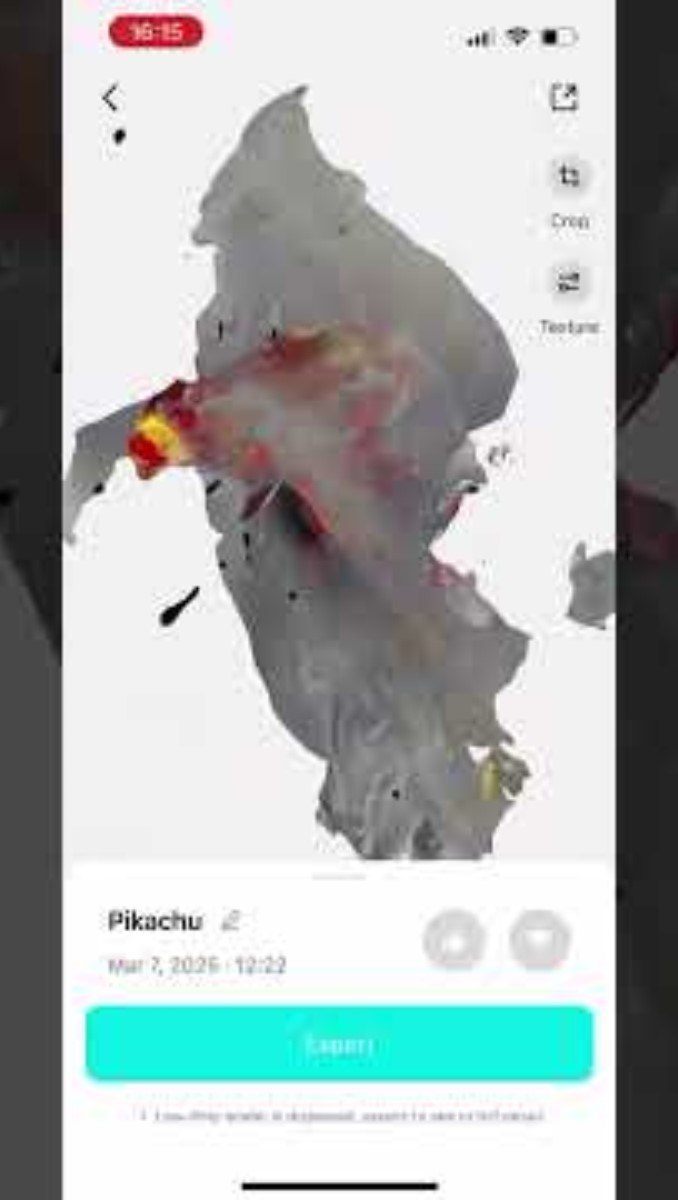 16:15
Crop
Texture
Pikachu
Mar 7, 2025 · 12:22
Export